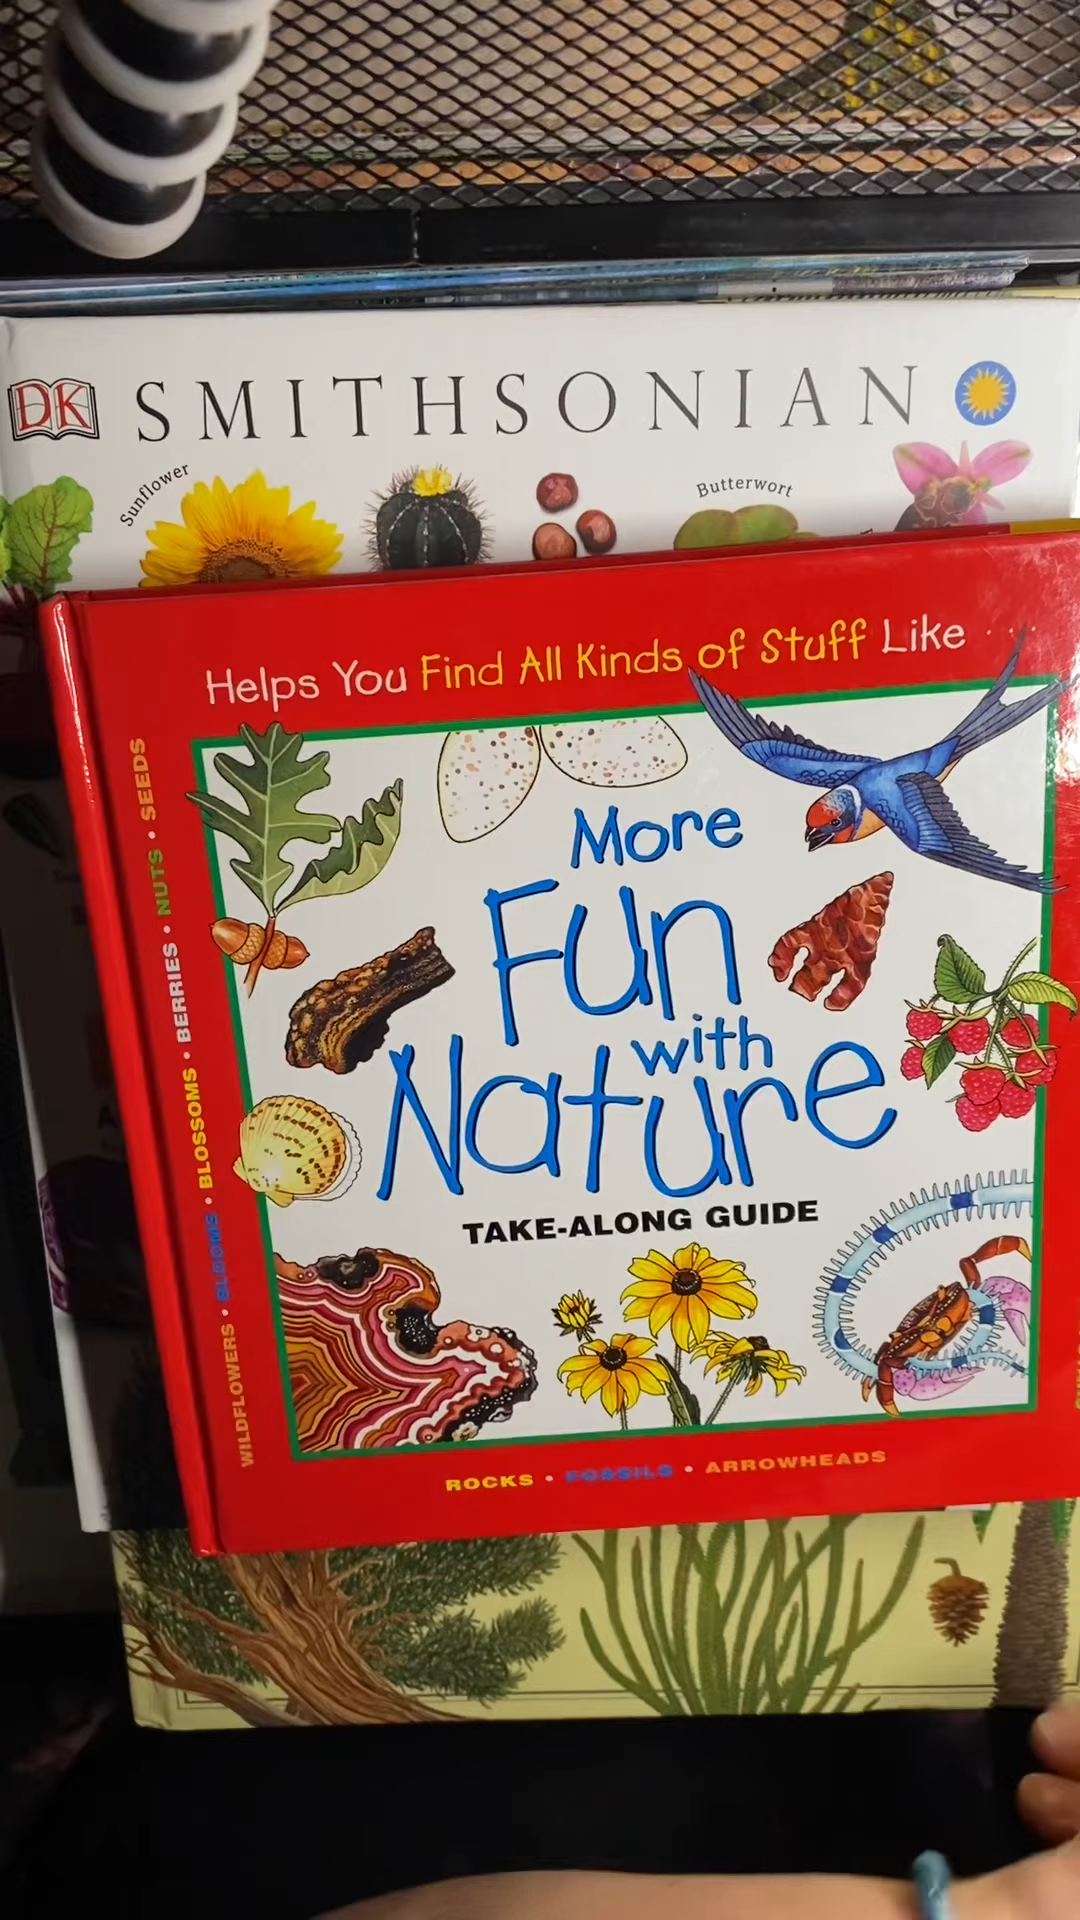 DK SMITHSONIAN
Sunflower
Butterwort
Helps You Find All Kinds of Stuff Like ....
WILDFLOWERS • BLOOMS • BLOSSOMS • BERRIES • NUTS • SEEDS
More
Fun
with
Nature
TAKE-ALONG GUIDE
ROCKS • FOSSILS • ARROWHEADS